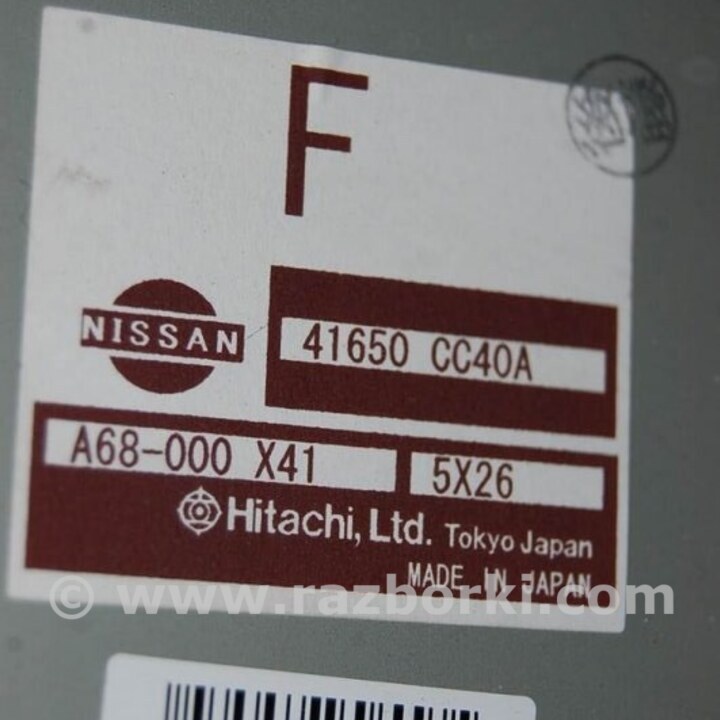 F
NISSAN
41650 CC40A
A68-000 X41
5X26
Hitachi, Ltd. Tokyo Japan
MADE IN JAPAN
© www.razborki.com